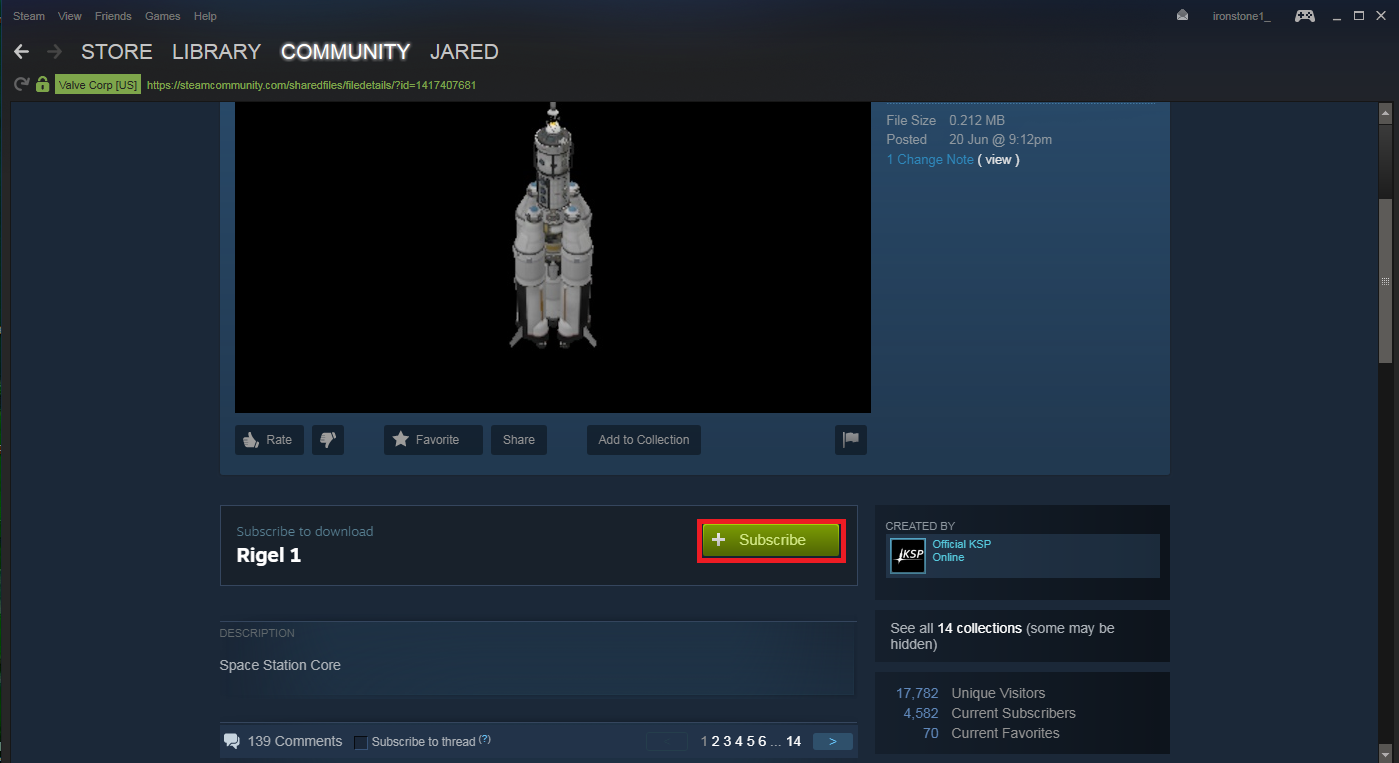 Steam View Friends Games Help
ironstone1_
STORE LIBRARY COMMUNITY JARED
Valve Corp [US] https://steamcommunity.com/sharedfiles/filedetails/?id=1417407681
File Size 0.212 MB
Posted 20 Jun @ 9:12pm
1 Change Note ( view )
Rate
Favorite
Share
Add to Collection
Subscribe to download
Rigel 1
+ Subscribe
CREATED BY
KSP
Official KSP
Online
See all 14 collections (some may be
hidden)
DESCRIPTION
Space Station Core
17,782 Unique Visitors
4,582 Current Subscribers
70 Current Favorites
139 Comments Subscribe to thread (?)
< 1 2 3 4 5 6 ... 14 >